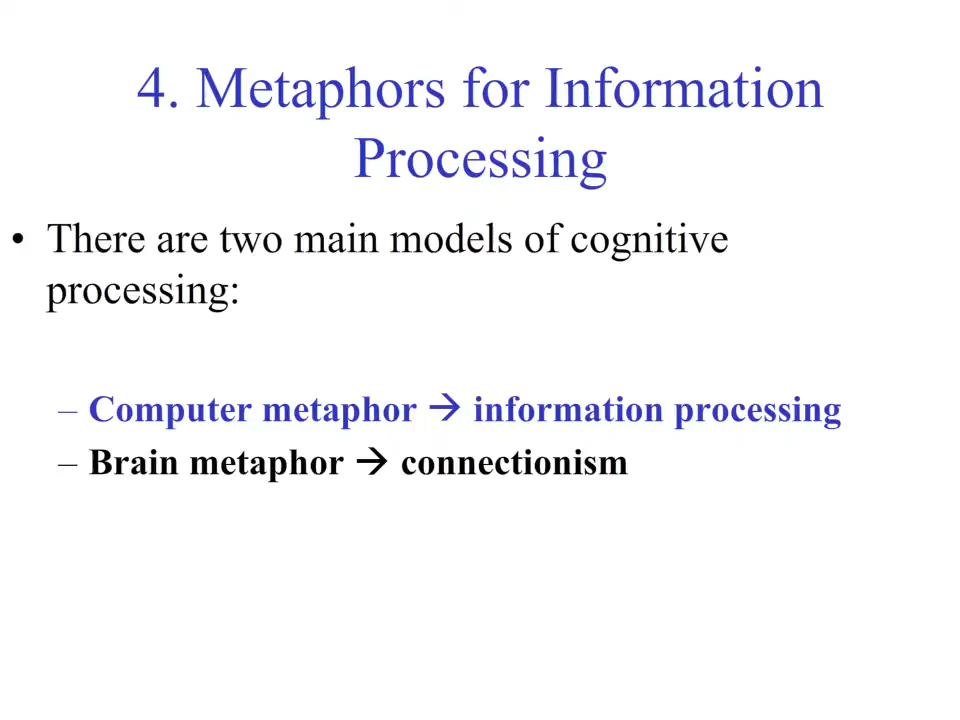 4. Metaphors for Information
Processing
• There are two main models of cognitive
processing:
– Computer metaphor → information processing
– Brain metaphor → connectionism